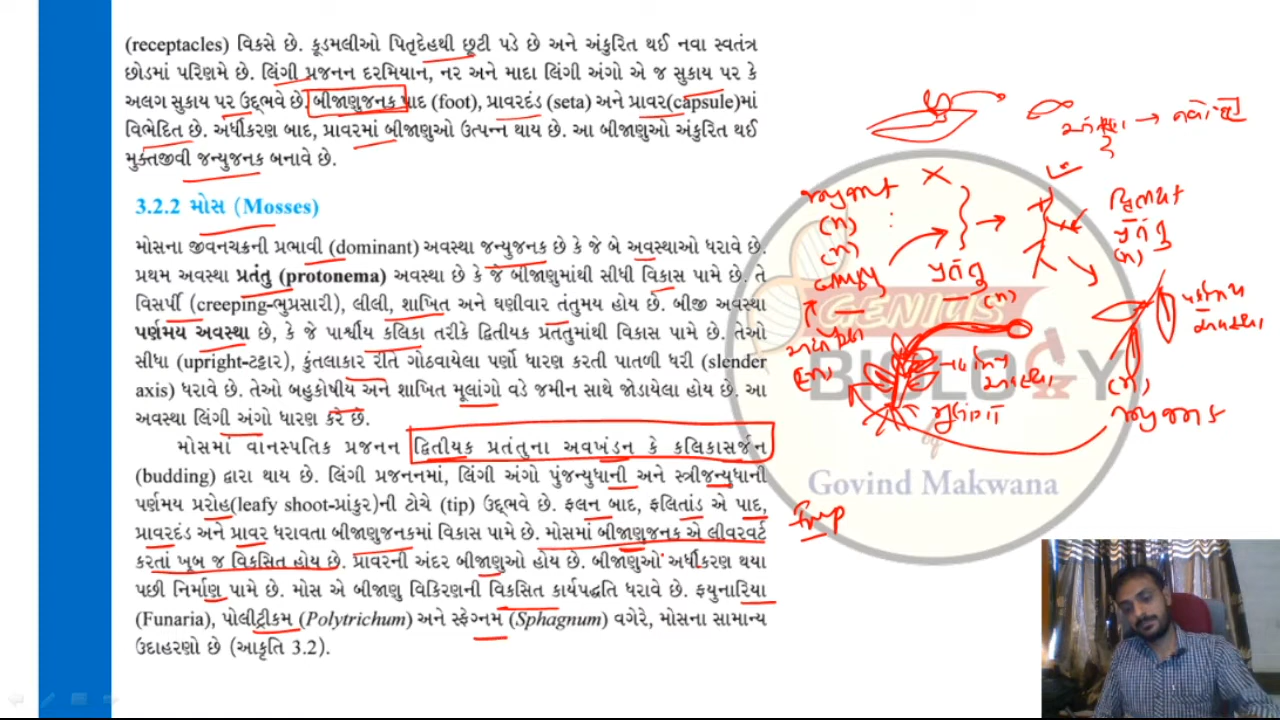 (receptacles) વિકસે છે. કૂડમલીઓ પિતૃદેહથી છૂટી પડે છે અને અંકુરિત થઈ નવા સ્વતંત્ર
છોડમાં પરિણમે છે. લિંગી પ્રજનન દરમિયાન, નર અને માદા લિંગી અંગો એ જ સુકાય પર કે
અલગ સુકાય પર ઉદ્ભવે છે. બીજાણુજનક પાદ (foot), પ્રાવરદંડ (seta) અને પ્રાવર(capsule)માં
વિભેદિત છે. અર્ધીકરણ બાદ, પ્રાવરમાં બીજાણુઓ ઉત્પન્ન થાય છે. આ બીજાણુઓ અંકુરિત થઈ
મુક્તજીવી જન્યુજનક બનાવે છે.
3.2.2 મોસ (Mosses)
મોસના જીવનચક્રની પ્રભાવી (dominant) અવસ્થા જન્યુજનક છે કે જે બે અવસ્થાઓ ધરાવે છે.
પ્રથમ અવસ્થા પ્રતંતુ (protonema) અવસ્થા છે કે જે બીજાણુમાંથી સીધી વિકાસ પામે છે. તે
વિસર્પી (creeping-ભુપ્રસારી), લીલી, શાખિત અને ઘણીવાર તંતુમય હોય છે. બીજી અવસ્થા
પર્ણમય અવસ્થા છે, કે જે પાર્શ્વીય કલિકા તરીકે દ્વિતીયક પ્રતંતુમાંથી વિકાસ પામે છે. તેઓ
સીધા (upright-ટટ્ટાર), કુંતલાકાર રીતે ગોઠવાયેલા પર્ણો ધારણ કરતી પાતળી ધરી (slender
axis) ધરાવે છે. તેઓ બહુકોષીય અને શાખિત મૂલાંગો વડે જમીન સાથે જોડાયેલા હોય છે. આ
અવસ્થા લિંગી અંગો ધારણ કરે છે.
મોસમાં વાનસ્પતિક પ્રજનન દ્વિતીયક પ્રતંતુના અવખંડન કે કલિકાસર્જન
(budding) દ્વારા થાય છે. લિંગી પ્રજનનમાં, લિંગી અંગો પુંજન્યુધાની અને સ્ત્રીજન્યુધાની
પર્ણમય પ્રરોહ(leafy shoot-પ્રાંકુર)ની ટોચે (tip) ઉદ્ભવે છે. ફલન બાદ, ફલિતાંડ એ પાદ,
પ્રાવરદંડ અને પ્રાવર ધરાવતા બીજાણુજનકમાં વિકાસ પામે છે. મોસમાં બીજાણુજનક એ લીવરવર્ટ
કરતાં ખૂબ જ વિકસિત હોય છે. પ્રાવરની અંદર બીજાણુઓ હોય છે. બીજાણુઓ અર્ધીકરણ થયા
પછી નિર્માણ પામે છે. મોસ એ બીજાણુ વિકિરણની વિકસિત કાર્યપદ્ધતિ ધરાવે છે. ફયુનારિયા
(Funaria), પોલીટ્રીકમ (Polytrichum) અને સ્ફેગ્નમ (Sphagnum) વગેરે, મોસના સામાન્ય
ઉદાહરણો છે (આકૃતિ 3.2).
(n)
(n)
પ્રતંતુ
(n)
(n)
(2n)
(n)
GENIUS
BIOLOGY
of
Govind Makwana
Imp